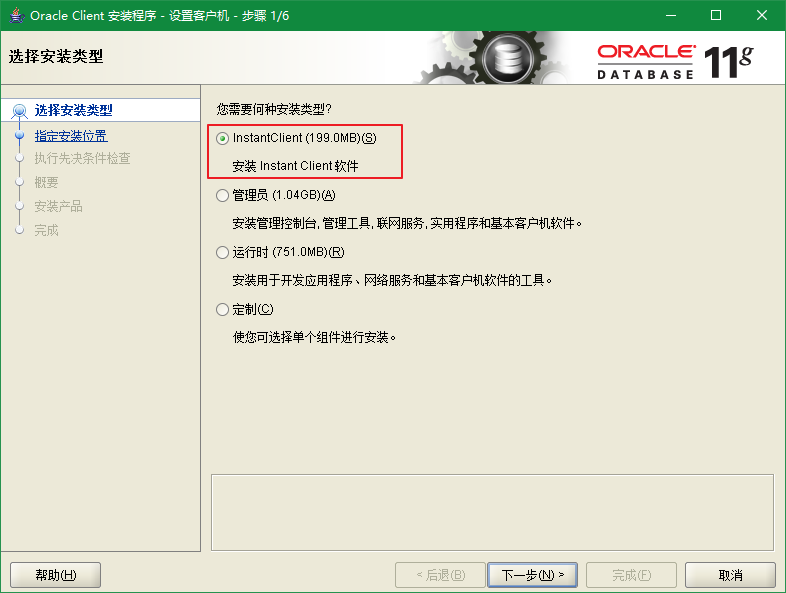 Oracle Client 安装程序 - 设置客户机 - 步骤 1/6
选择安装类型
ORACLE
DATABASE 11g
选择安装类型
指定安装位置
执行先决条件检查
概要
安装产品
完成
您需要何种安装类型?
InstantClient (199.0MB)(S)
安装 Instant Client 软件
管理员 (1.04GB)(A)
安装管理控制台, 管理工具, 联网服务, 实用程序和基本客户机软件。
运行时 (751.0MB)(R)
安装用于开发应用程序、网络服务和基本客户机软件的工具。
定制(C)
使您可选择单个组件进行安装。
帮助(H)
< 后退(B)
下一步(N) >
完成(F)
取消